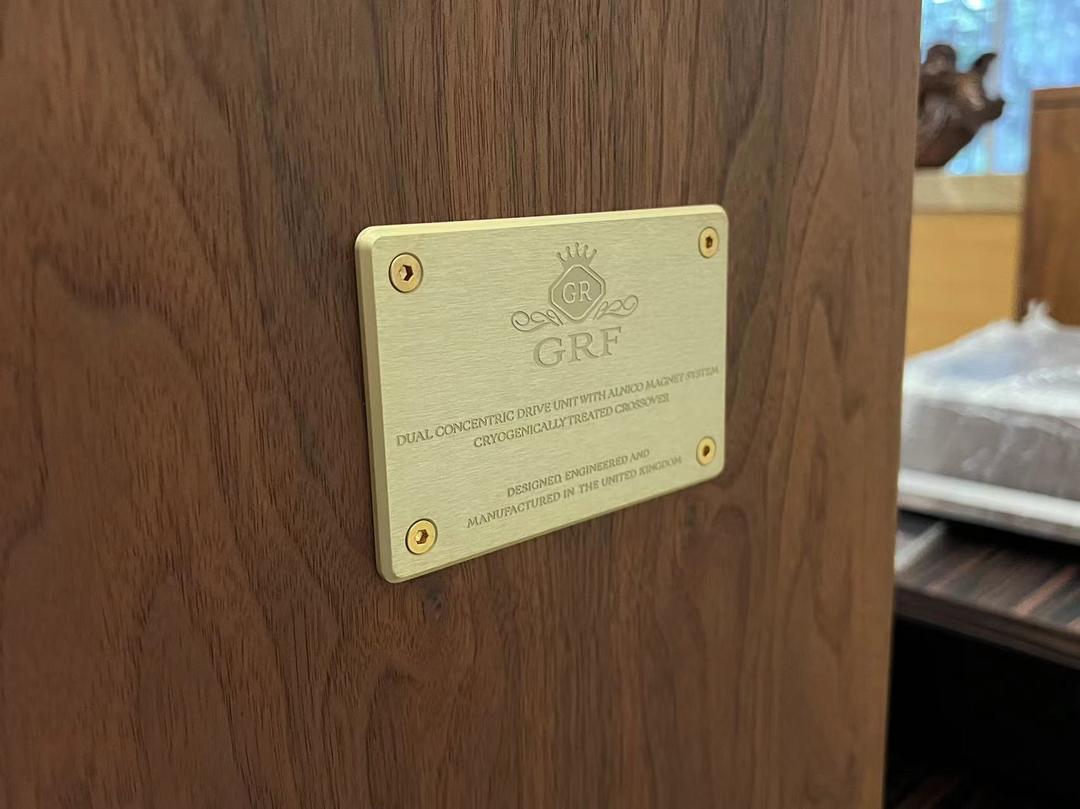 GR
GRF
DUAL CONCENTRIC DRIVE UNIT WITH ALNICO MAGNET SYSTEM
CRYOGENICALLY TREATED CROSSOVER
DESIGNED, ENGINEERED AND
MANUFACTURED IN THE UNITED KINGDOM